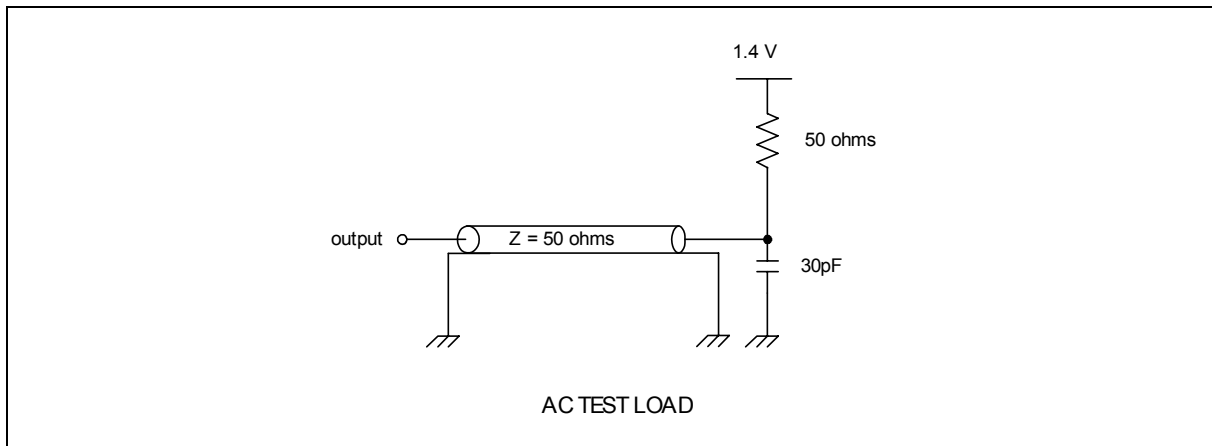 1.4 V
50 ohms
output
Z = 50 ohms
30pF
AC TEST LOAD